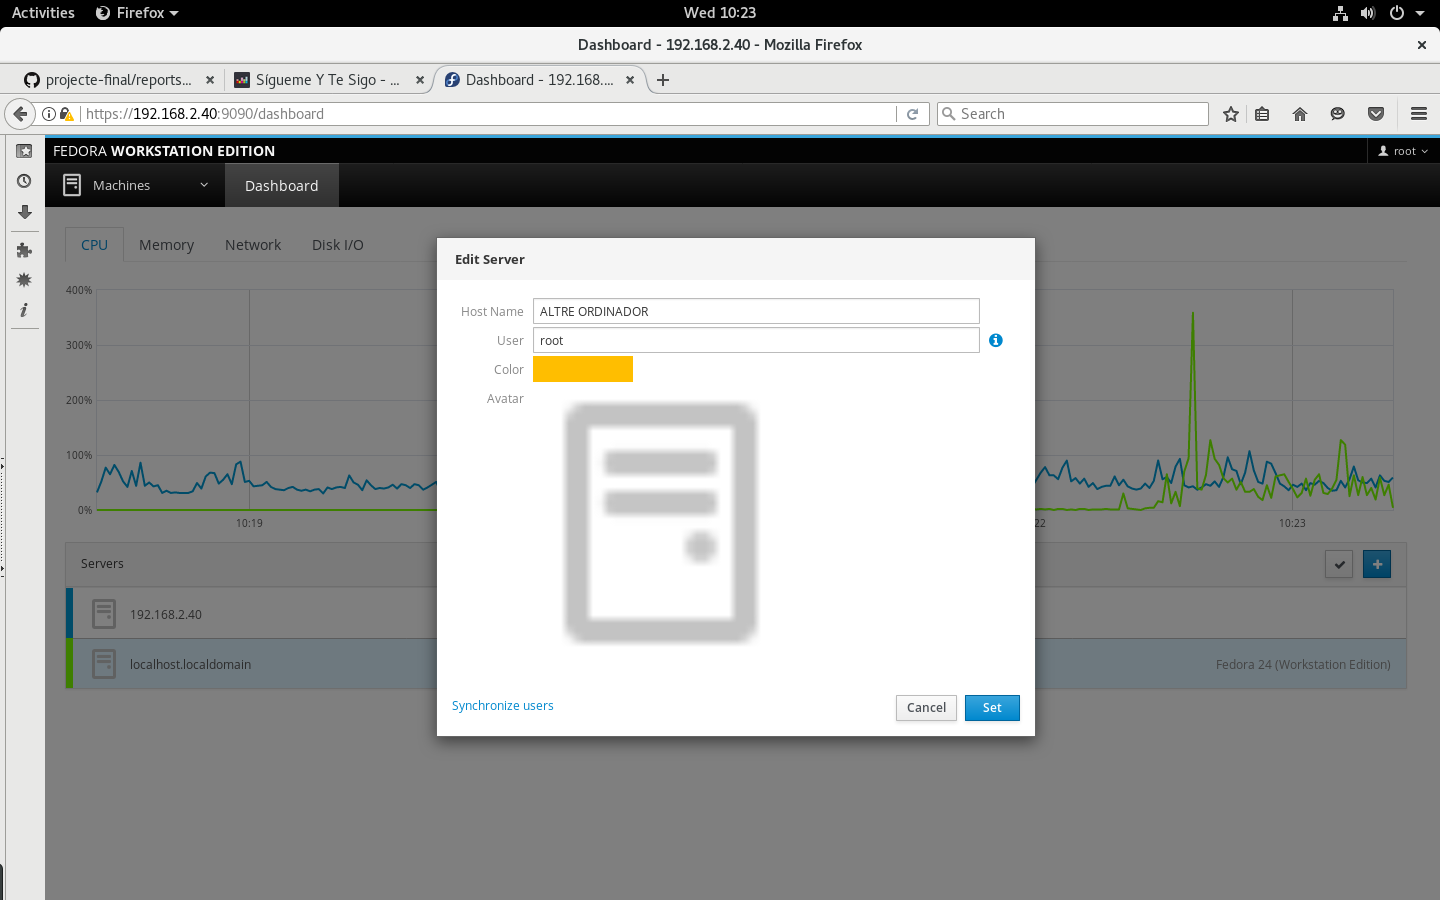 Activities Firefox Wed 10:23
Dashboard - 192.168.2.40 - Mozilla Firefox
projecte-final/reports... Sígueme Y Te Sigo - ... Dashboard - 192.168....
https://192.168.2.40:9090/dashboard Search
FEDORA WORKSTATION EDITION root
Machines Dashboard
CPU Memory Network Disk I/O
400%
300%
200%
100%
0%
10:19 22 10:23
Servers
192.168.2.40
localhost.localdomain Fedora 24 (Workstation Edition)
Edit Server
Host Name ALTRE ORDINADOR
User root
Color
Avatar
Synchronize users Cancel Set